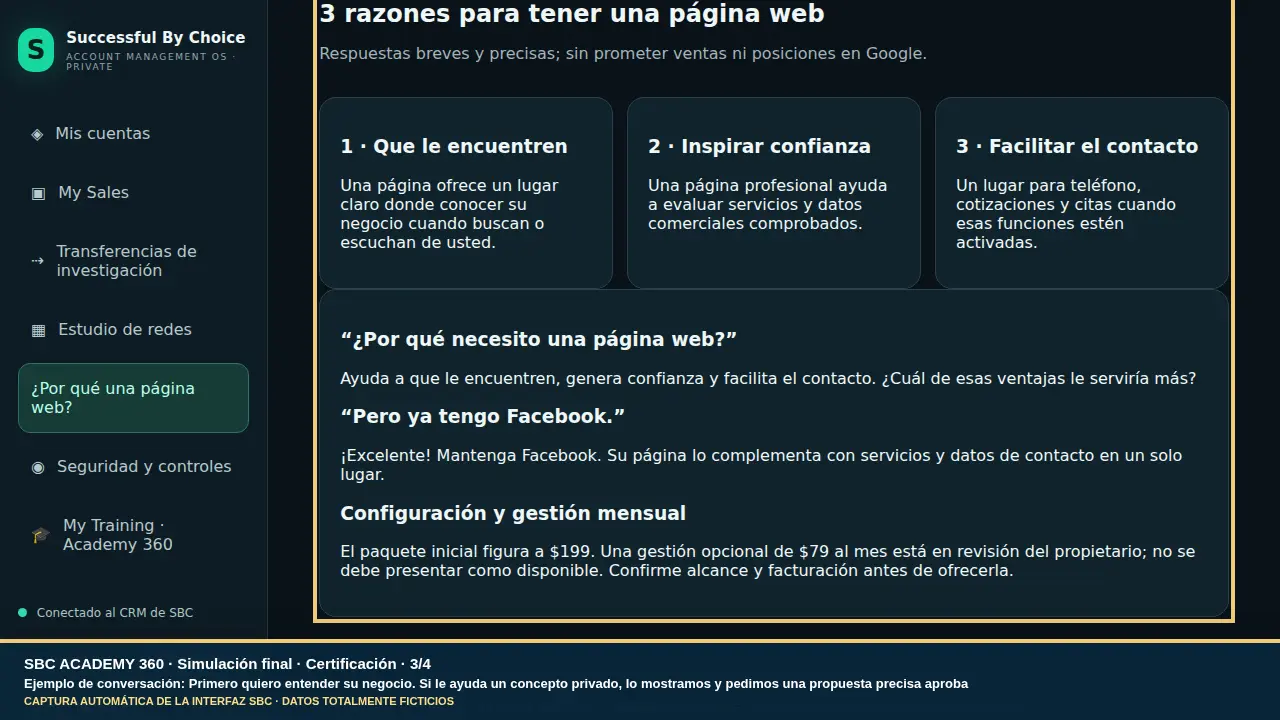 S
Successful By Choice
ACCOUNT MANAGEMENT OS ·
PRIVATE
Mis cuentas
My Sales
Transferencias de
investigación
Estudio de redes
¿Por qué una página
web?
Seguridad y controles
My Training ·
Academy 360
Conectado al CRM de SBC
3 razones para tener una página web
Respuestas breves y precisas; sin prometer ventas ni posiciones en Google.
1 · Que le encuentren
Una página ofrece un lugar
claro donde conocer su
negocio cuando buscan o
escuchan de usted.
2 · Inspirar confianza
Una página profesional ayuda
a evaluar servicios y datos
comerciales comprobados.
3 · Facilitar el contacto
Un lugar para teléfono,
cotizaciones y citas cuando
esas funciones estén
activadas.
“¿Por qué necesito una página web?”
Ayuda a que le encuentren, genera confianza y facilita el contacto. ¿Cuál de esas ventajas le serviría más?
“Pero ya tengo Facebook.”
¡Excelente! Mantenga Facebook. Su página lo complementa con servicios y datos de contacto en un solo
lugar.
Configuración y gestión mensual
El paquete inicial figura a $199. Una gestión opcional de $79 al mes está en revisión del propietario; no se
debe presentar como disponible. Confirme alcance y facturación antes de ofrecerla.
SBC ACADEMY 360 · Simulación final · Certificación · 3/4
Ejemplo de conversación: Primero quiero entender su negocio. Si le ayuda un concepto privado, lo mostramos y pedimos una propuesta precisa aproba
CAPTURA AUTOMÁTICA DE LA INTERFAZ SBC · DATOS TOTALMENTE FICTICIOS